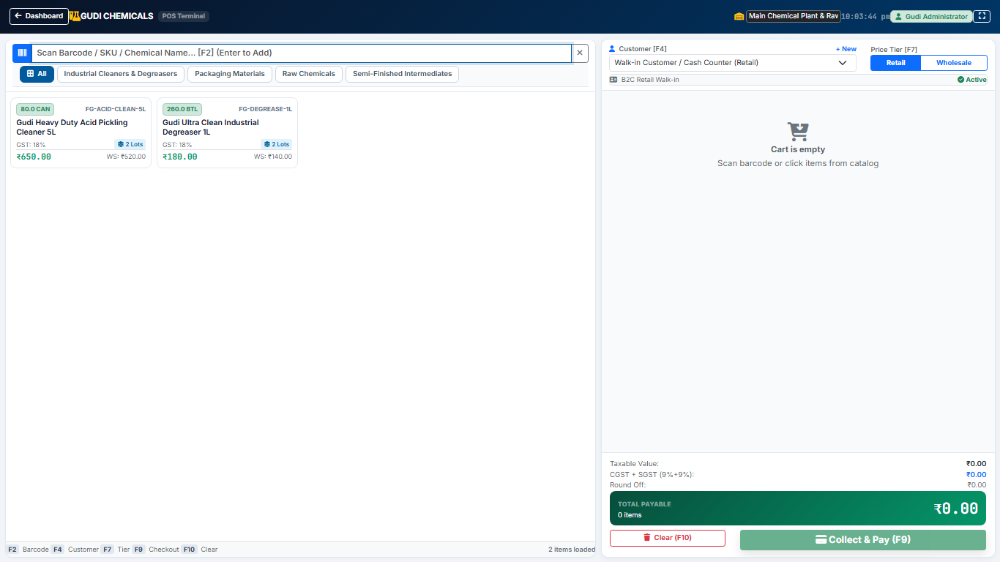 Dashboard
GUDI CHEMICALS
POS Terminal
Main Chemical Plant & Raw
10:03:44 pm
Gudi Administrator
Scan Barcode / SKU / Chemical Name... [F2] (Enter to Add)
All
Industrial Cleaners & Degreasers
Packaging Materials
Raw Chemicals
Semi-Finished Intermediates
80.0 CAN
FG-ACID-CLEAN-5L
Gudi Heavy Duty Acid Pickling
Cleaner 5L
GST: 18%
2 Lots
₹650.00
WS: ₹520.00
260.0 BTL
FG-DEGREASE-1L
Gudi Ultra Clean Industrial
Degreaser 1L
GST: 18%
2 Lots
₹180.00
WS: ₹140.00
F2 Barcode F4 Customer F7 Tier F9 Checkout F10 Clear
2 items loaded
Customer [F4]
+ New
Price Tier [F7]
Walk-in Customer / Cash Counter (Retail)
Retail
Wholesale
B2C Retail Walk-in
Active
Cart is empty
Scan barcode or click items from catalog
Taxable Value:
₹0.00
CGST + SGST (9%+9%):
₹0.00
Round Off:
₹0.00
TOTAL PAYABLE
0 items
₹0.00
Clear (F10)
Collect & Pay (F9)